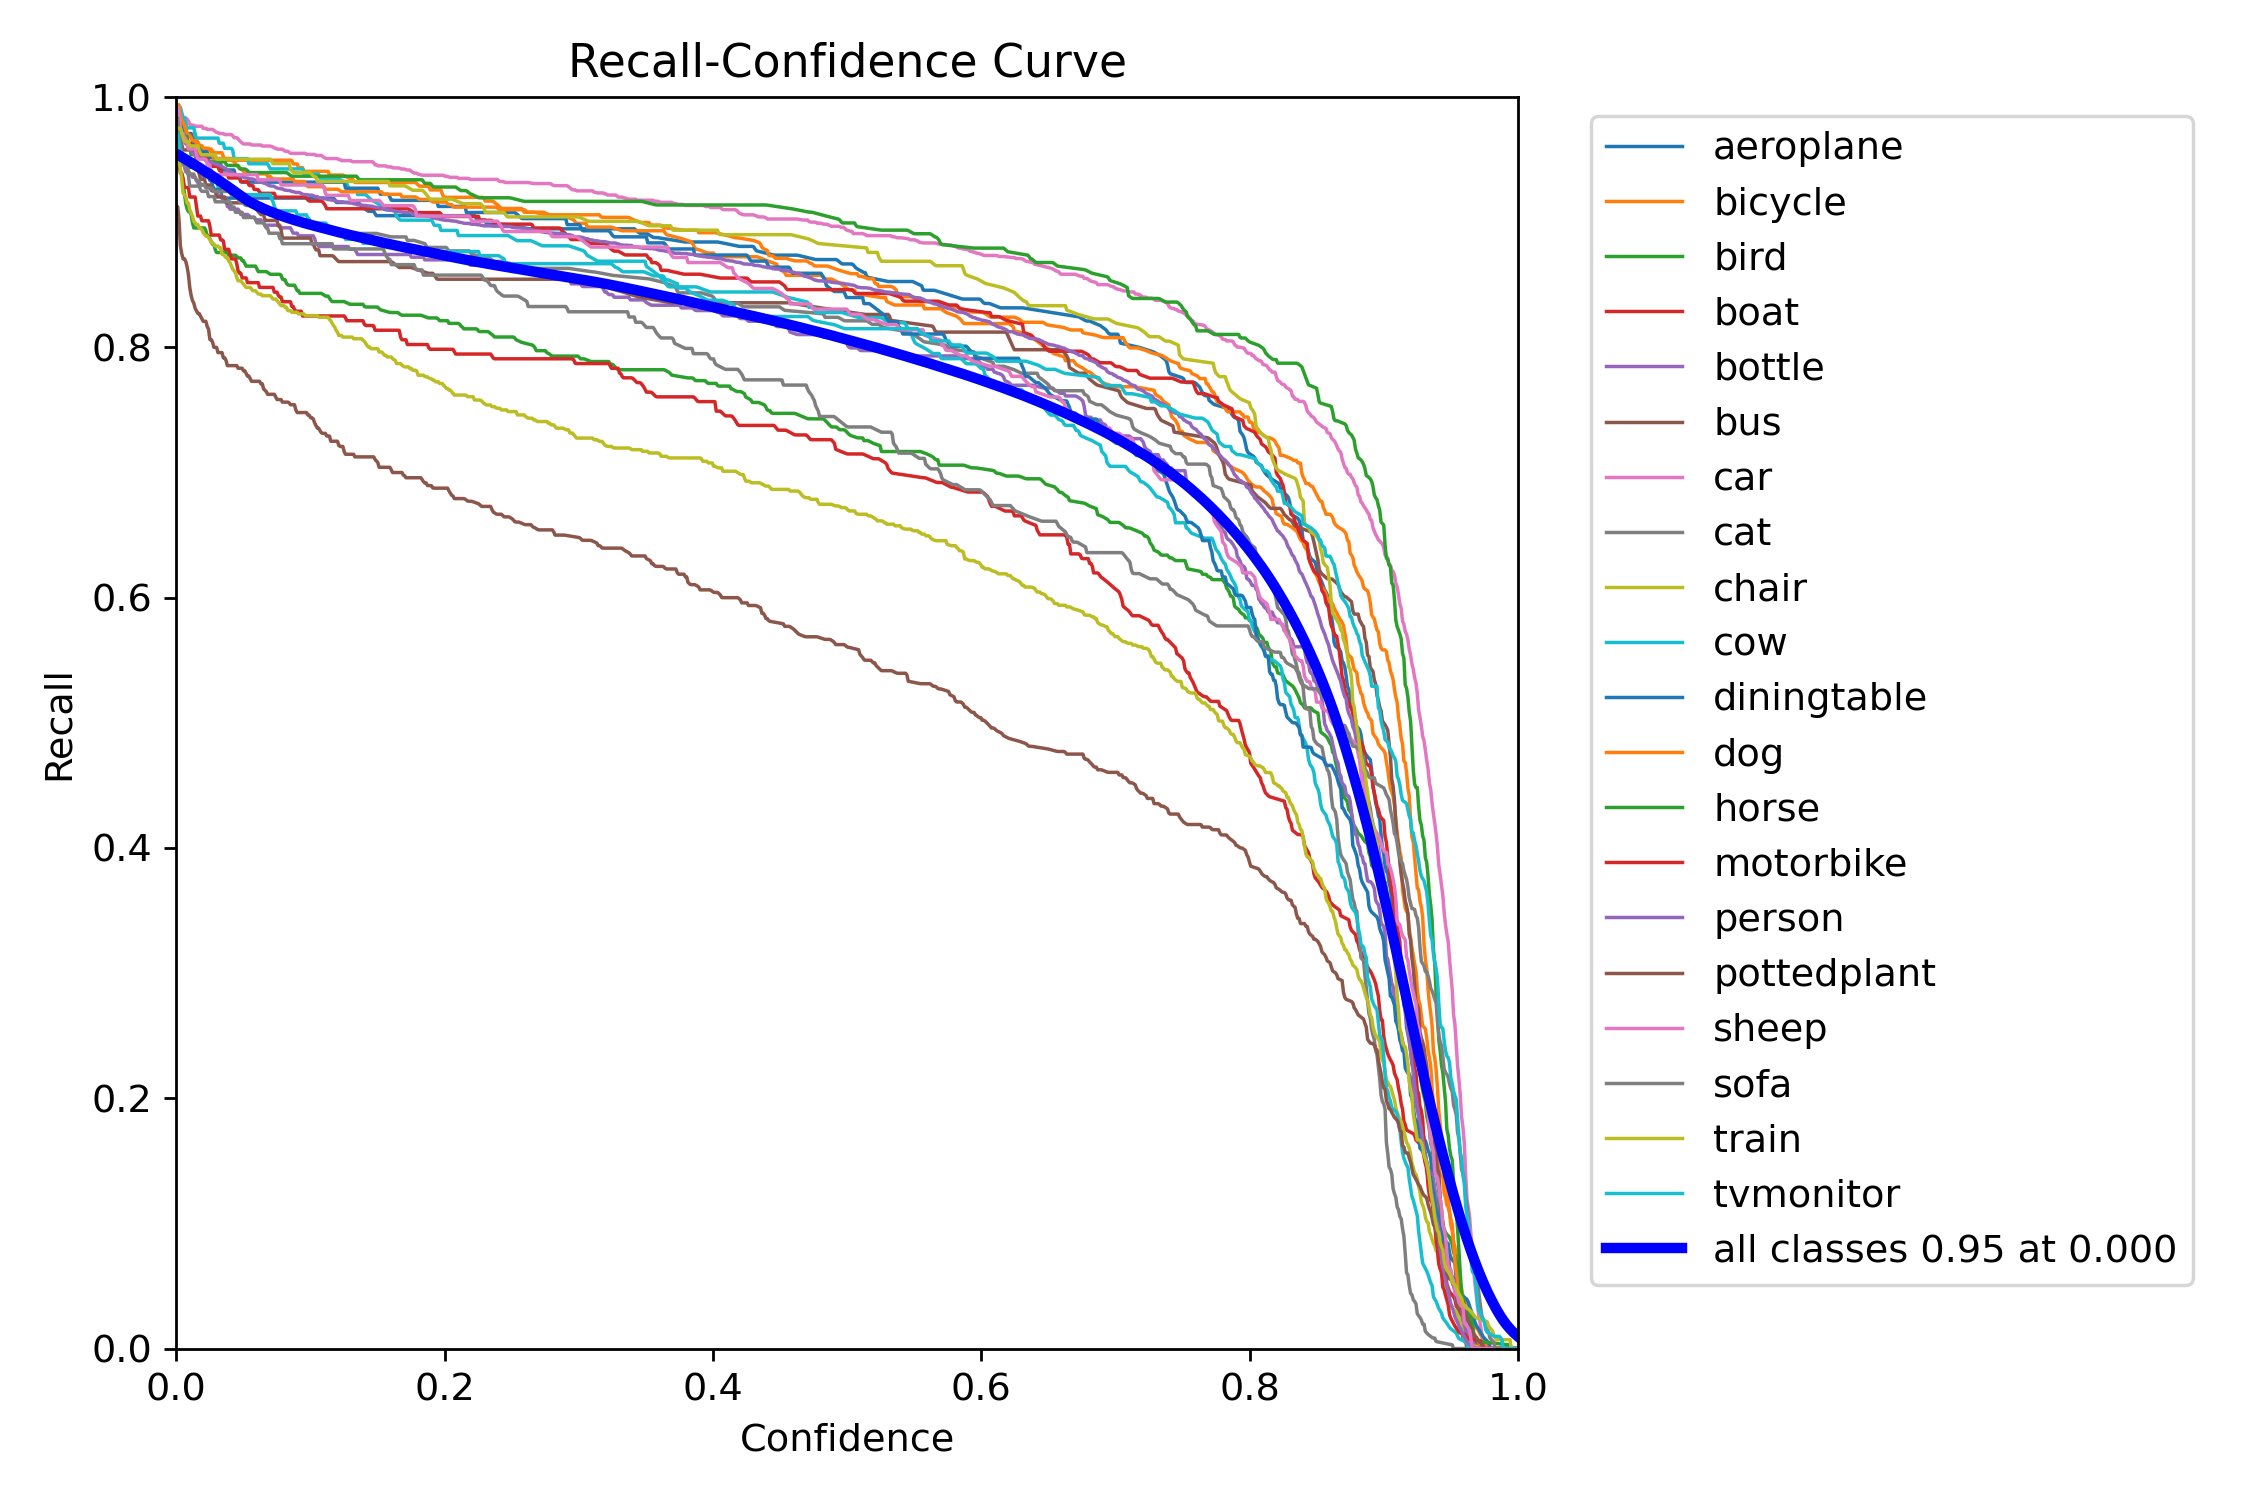 Recall-Confidence Curve
1.0
0.8
0.6
0.4
0.2
0.0
Recall
0.0 0.2 0.4 0.6 0.8 1.0
Confidence
aeroplane
bicycle
bird
boat
bottle
bus
car
cat
chair
cow
diningtable
dog
horse
motorbike
person
pottedplant
sheep
sofa
train
tvmonitor
all classes 0.95 at 0.000